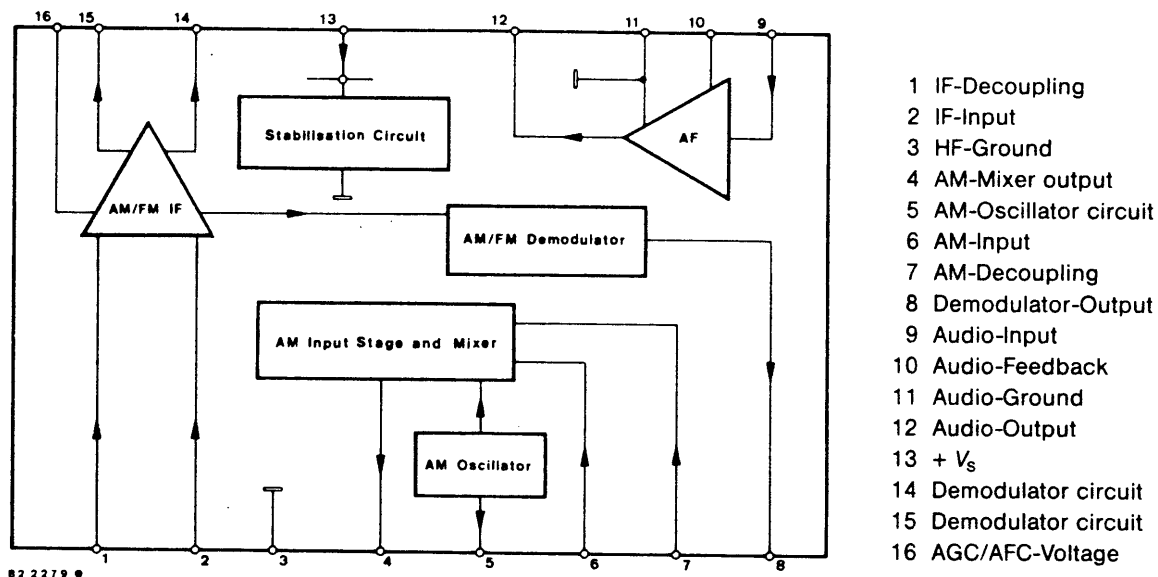 16 15 14 13 12 11 10 9
Stabilisation Circuit
AF
AM/FM IF
AM/FM Demodulator
AM Input Stage and Mixer
AM Oscillator
1 2 3 4 5 6 7 8
82 2279 e
1 IF-Decoupling
2 IF-Input
3 HF-Ground
4 AM-Mixer output
5 AM-Oscillator circuit
6 AM-Input
7 AM-Decoupling
8 Demodulator-Output
9 Audio-Input
10 Audio-Feedback
11 Audio-Ground
12 Audio-Output
13 + Vs
14 Demodulator circuit
15 Demodulator circuit
16 AGC/AFC-Voltage